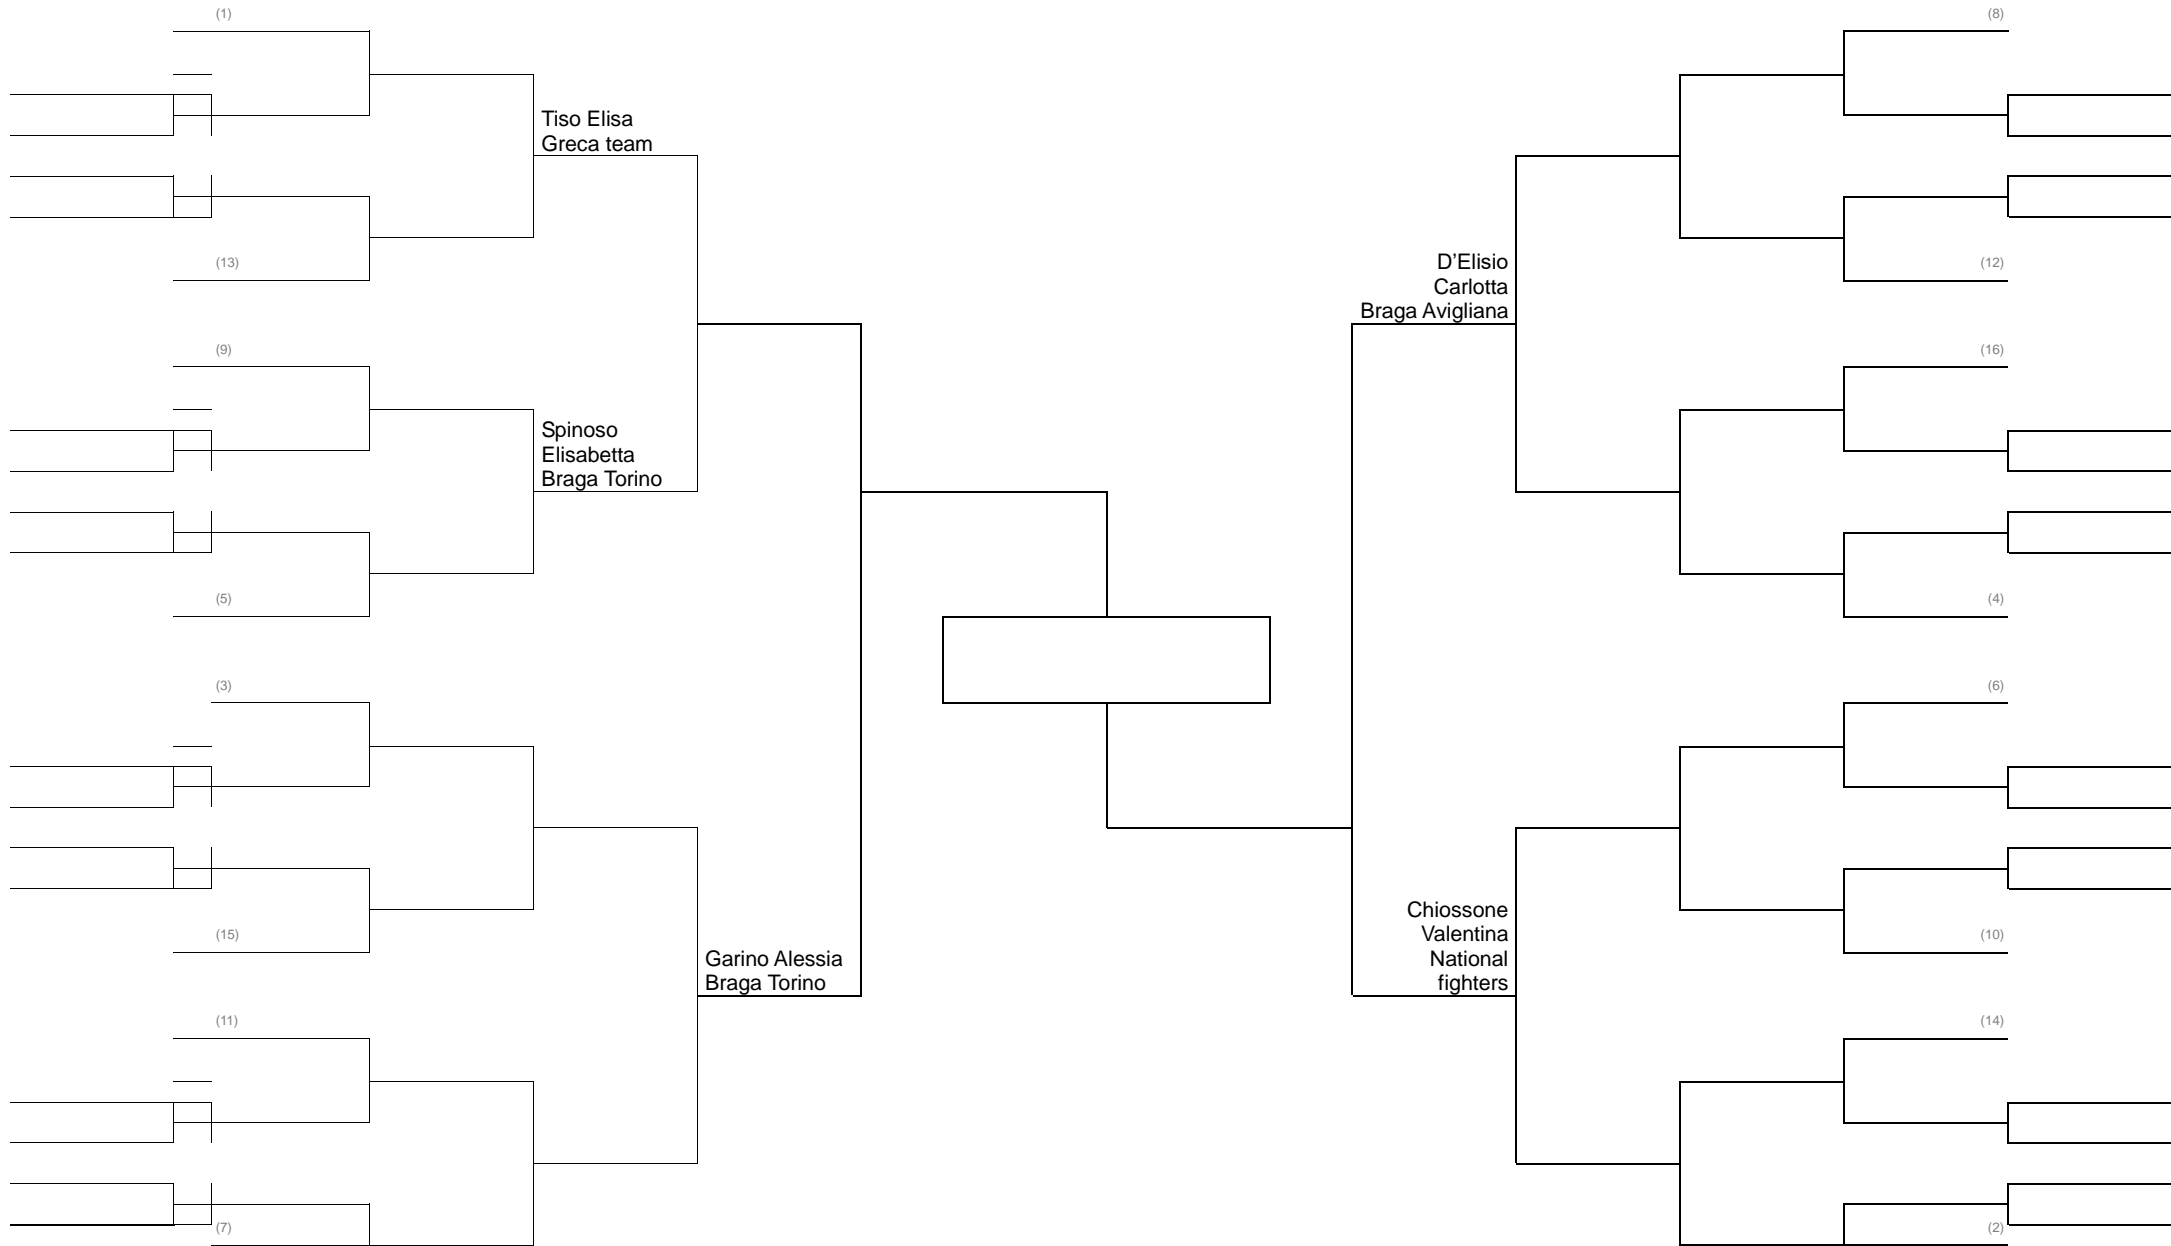 (1)
(8)
Tiso Elisa
Greca team
(13)
D'Elisio
Carlotta
Braga Avigliana
(12)
(9)
(16)
Spinoso
Elisabetta
Braga Torino
(5)
(4)
(3)
(6)
Chiossone
Valentina
National
fighters
(15)
(10)
Garino Alessia
Braga Torino
(11)
(14)
(7)
(2)